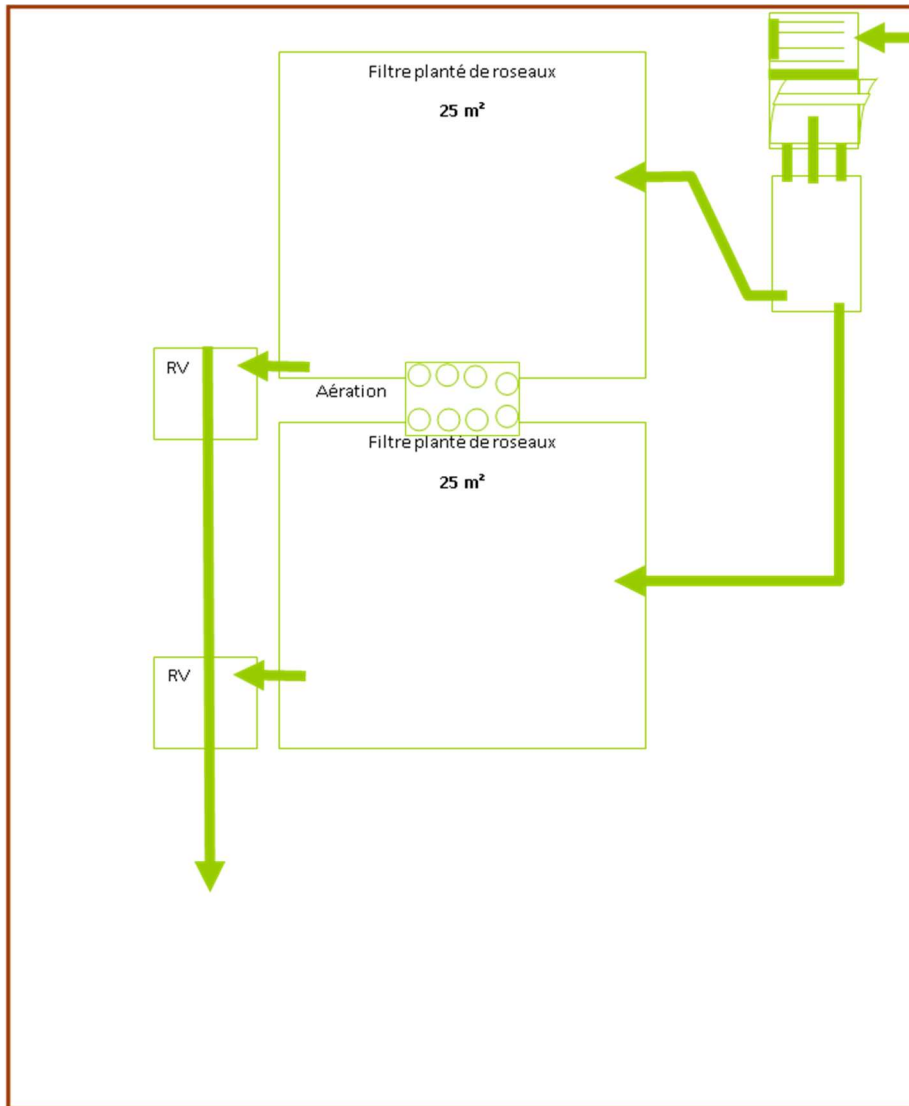 Filtre planté de roseaux
25 m²
RV
Aération
Filtre planté de roseaux
25 m²
RV